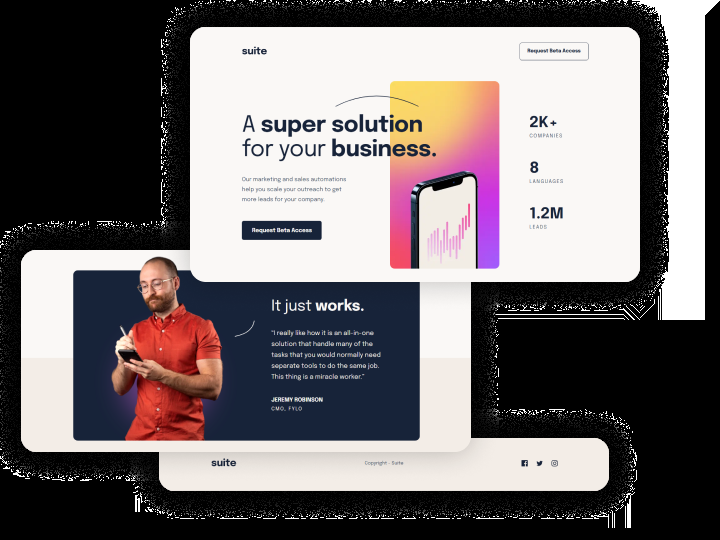 suite
Request Beta Access
A super solution
for your business.
Our marketing and sales automations
help you scale your outreach to get
more leads for your company.
Request Beta Access
2K+
COMPANIES
8
LANGUAGES
1.2M
LEADS
It just works.
“I really like how it is an all-in-one
solution that handle many of the
tasks that you would normally need
separate tools to do the same job.
This thing is a miracle worker.”
JEREMY ROBINSON
CMO, FYLO
suite
Copyright - Suite